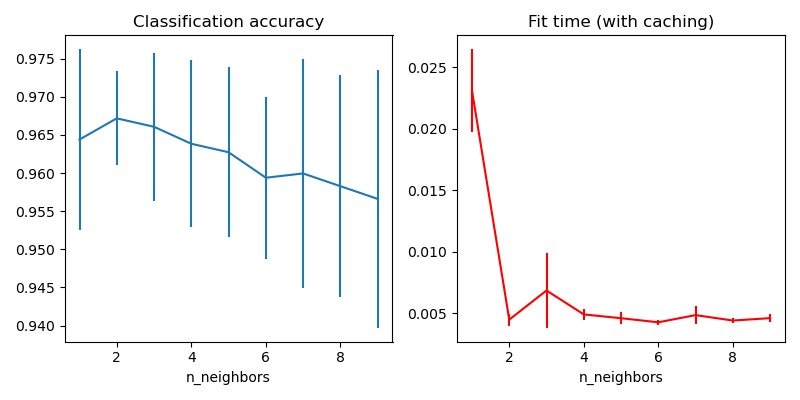 Classification accuracy
0.975
0.970
0.965
0.960
0.955
0.950
0.945
0.940
2 4 6 8
n_neighbors
Fit time (with caching)
0.025
0.020
0.015
0.010
0.005
2 4 6 8
n_neighbors